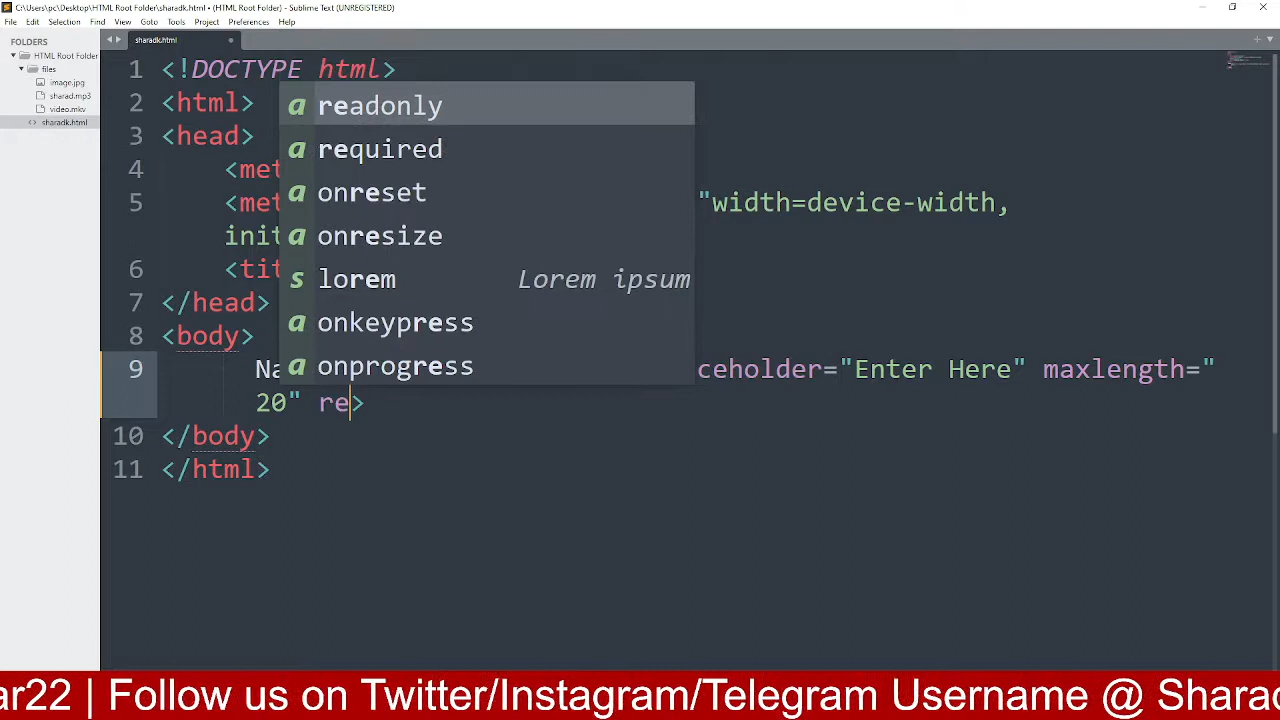 C:\Users\pc\Desktop\HTML Root Folder\sharadk.html • (HTML Root Folder) - Sublime Text (UNREGISTERED)
File Edit Selection Find View Goto Tools Project Preferences Help
FOLDERS
HTML Root Folder
files
image.jpg
sharad.mp3
video.mkv
<> sharadk.html
sharadk.html
1 <!DOCTYPE html>
2 <html>
3 <head>
4 <met
5 <met "width=device-width,
init
6 <tit
7 </head>
8 <body>
9 Na ceholder="Enter Here" maxlength="
20" re>
10 </body>
11 </html>
a readonly
a required
a onreset
a onresize
s lorem Lorem ipsum
a onkeypress
a onprogress
ar22 | Follow us on Twitter/Instagram/Telegram Username @ Sharad